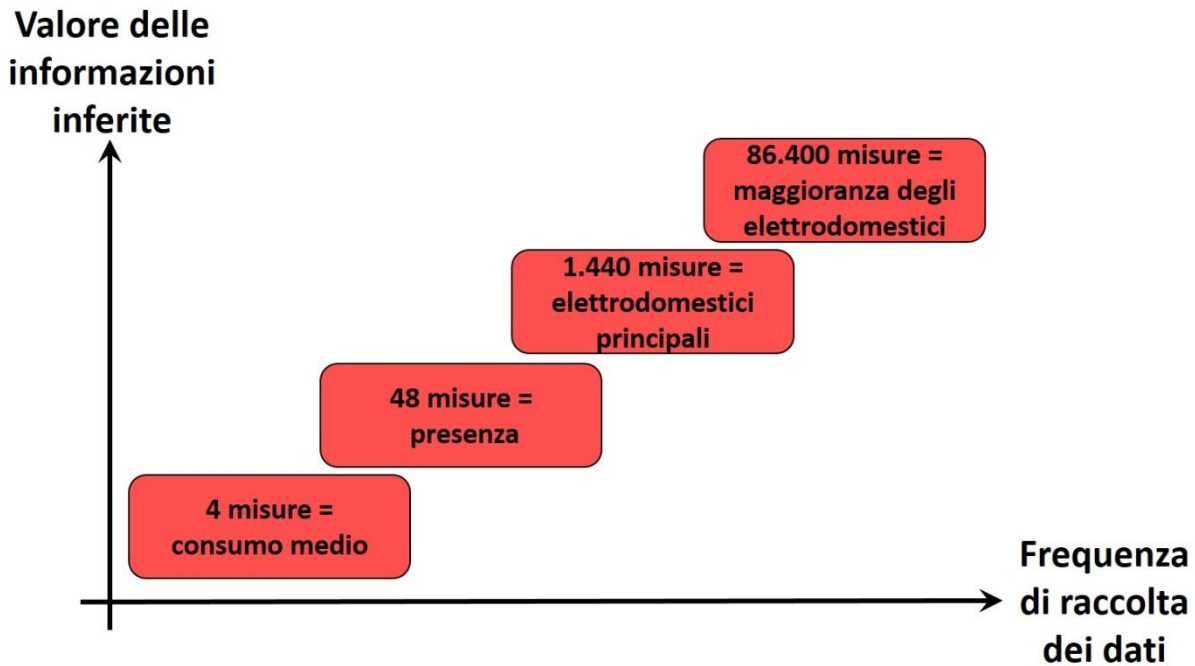 Valore delle
informazioni
inferite
86.400 misure =
maggioranza degli
elettrodomestici
1.440 misure =
elettrodomestici
principali
48 misure =
presenza
4 misure =
consumo medio
Frequenza
di raccolta
dei dati